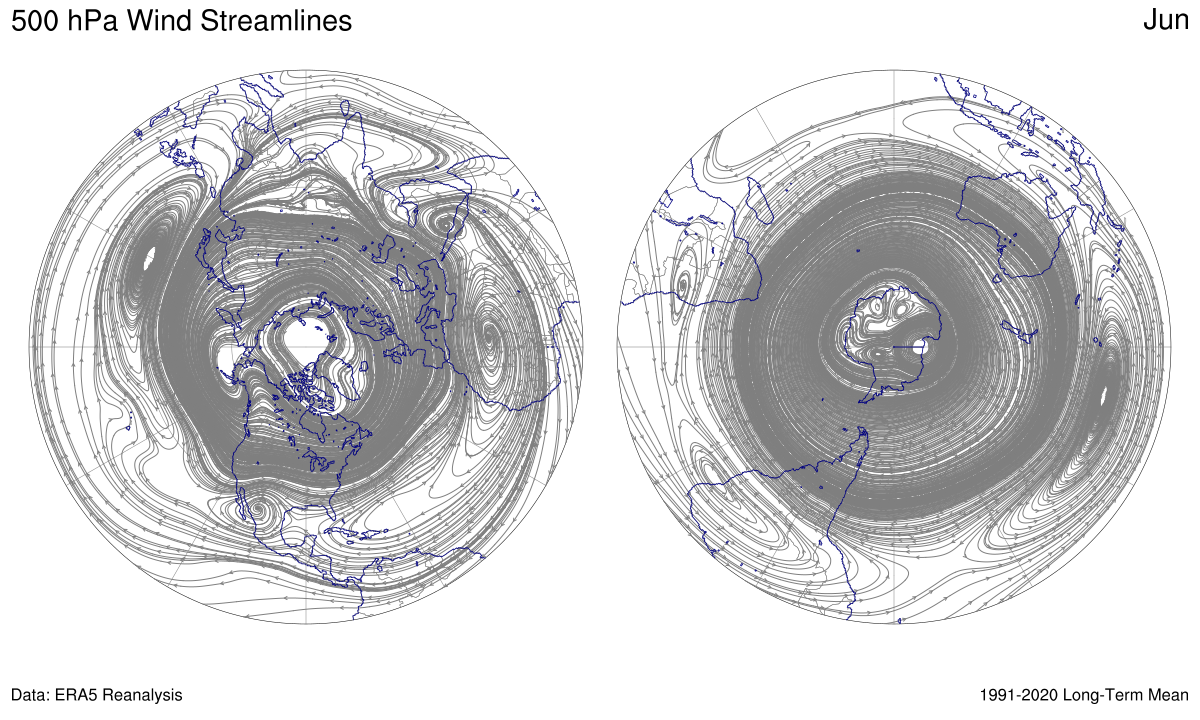 500 hPa Wind Streamlines
Jun
Data: ERA5 Reanalysis
1991-2020 Long-Term Mean